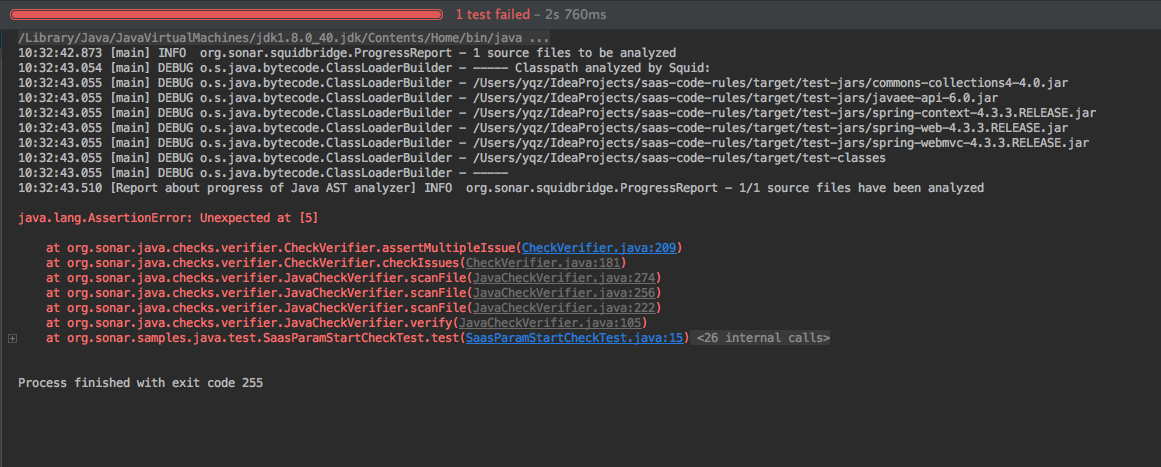 1 test failed – 2s 760ms
/Library/Java/JavaVirtualMachines/jdk1.8.0_40.jdk/Contents/Home/bin/java ...
10:32:42.873 [main] INFO  org.sonar.squidbridge.ProgressReport – 1 source files to be analyzed
10:32:43.054 [main] DEBUG o.s.java.bytecode.ClassLoaderBuilder – ––––– Classpath analyzed by Squid:
10:32:43.055 [main] DEBUG o.s.java.bytecode.ClassLoaderBuilder – /Users/yqz/IdeaProjects/saas-code-rules/target/test-jars/commons-collections4-4.0.jar
10:32:43.055 [main] DEBUG o.s.java.bytecode.ClassLoaderBuilder – /Users/yqz/IdeaProjects/saas-code-rules/target/test-jars/javaee-api-6.0.jar
10:32:43.055 [main] DEBUG o.s.java.bytecode.ClassLoaderBuilder – /Users/yqz/IdeaProjects/saas-code-rules/target/test-jars/spring-context-4.3.3.RELEASE.jar
10:32:43.055 [main] DEBUG o.s.java.bytecode.ClassLoaderBuilder – /Users/yqz/IdeaProjects/saas-code-rules/target/test-jars/spring-web-4.3.3.RELEASE.jar
10:32:43.055 [main] DEBUG o.s.java.bytecode.ClassLoaderBuilder – /Users/yqz/IdeaProjects/saas-code-rules/target/test-jars/spring-webmvc-4.3.3.RELEASE.jar
10:32:43.055 [main] DEBUG o.s.java.bytecode.ClassLoaderBuilder – /Users/yqz/IdeaProjects/saas-code-rules/target/test-classes
10:32:43.055 [main] DEBUG o.s.java.bytecode.ClassLoaderBuilder – –––––
10:32:43.510 [Report about progress of Java AST analyzer] INFO  org.sonar.squidbridge.ProgressReport – 1/1 source files have been analyzed
java.lang.AssertionError: Unexpected at [5]
at org.sonar.java.checks.verifier.CheckVerifier.assertMultipleIssue(CheckVerifier.java:209)
at org.sonar.java.checks.verifier.CheckVerifier.checkIssues(CheckVerifier.java:181)
at org.sonar.java.checks.verifier.JavaCheckVerifier.scanFile(JavaCheckVerifier.java:274)
at org.sonar.java.checks.verifier.JavaCheckVerifier.scanFile(JavaCheckVerifier.java:256)
at org.sonar.java.checks.verifier.JavaCheckVerifier.scanFile(JavaCheckVerifier.java:222)
at org.sonar.java.checks.verifier.JavaCheckVerifier.verify(JavaCheckVerifier.java:105)
at org.sonar.samples.java.test.SaasParamStartCheckTest.test(SaasParamStartCheckTest.java:15) <26 internal calls>
Process finished with exit code 255